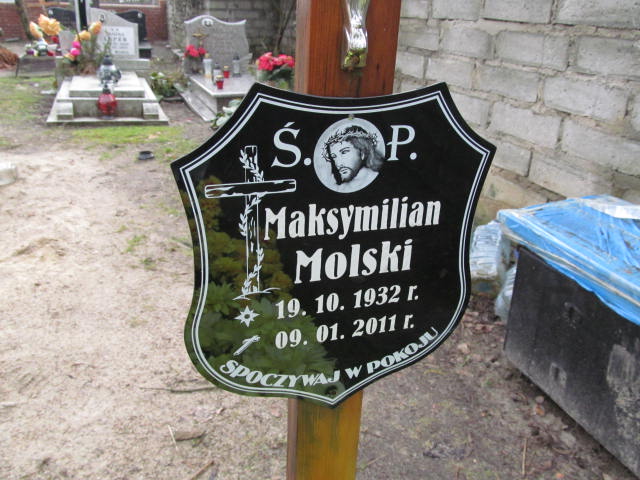 Ś. P.
Maksymilian
Molski
19. 10. 1932 r.
09. 01. 2011 r.
SPOCZYWAJ W POKOJU